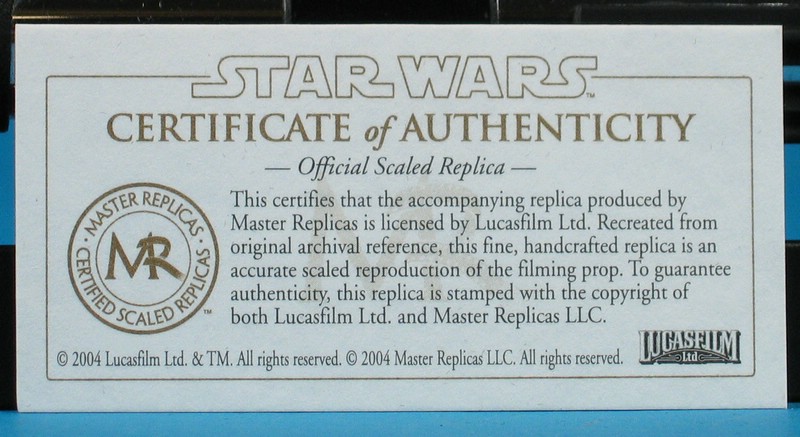 STAR WARS™
CERTIFICATE of AUTHENTICITY
— Official Scaled Replica —
· MASTER REPLICAS ·
MR
CERTIFIED SCALED REPLICAS
™
This certifies that the accompanying replica produced by
Master Replicas is licensed by Lucasfilm Ltd. Recreated from
original archival reference, this fine, handcrafted replica is an
accurate scaled reproduction of the filming prop. To guarantee
authenticity, this replica is stamped with the copyright of
both Lucasfilm Ltd. and Master Replicas LLC.
LUCASFILM
Ltd
© 2004 Lucasfilm Ltd. & TM. All rights reserved. © 2004 Master Replicas LLC. All rights reserved.